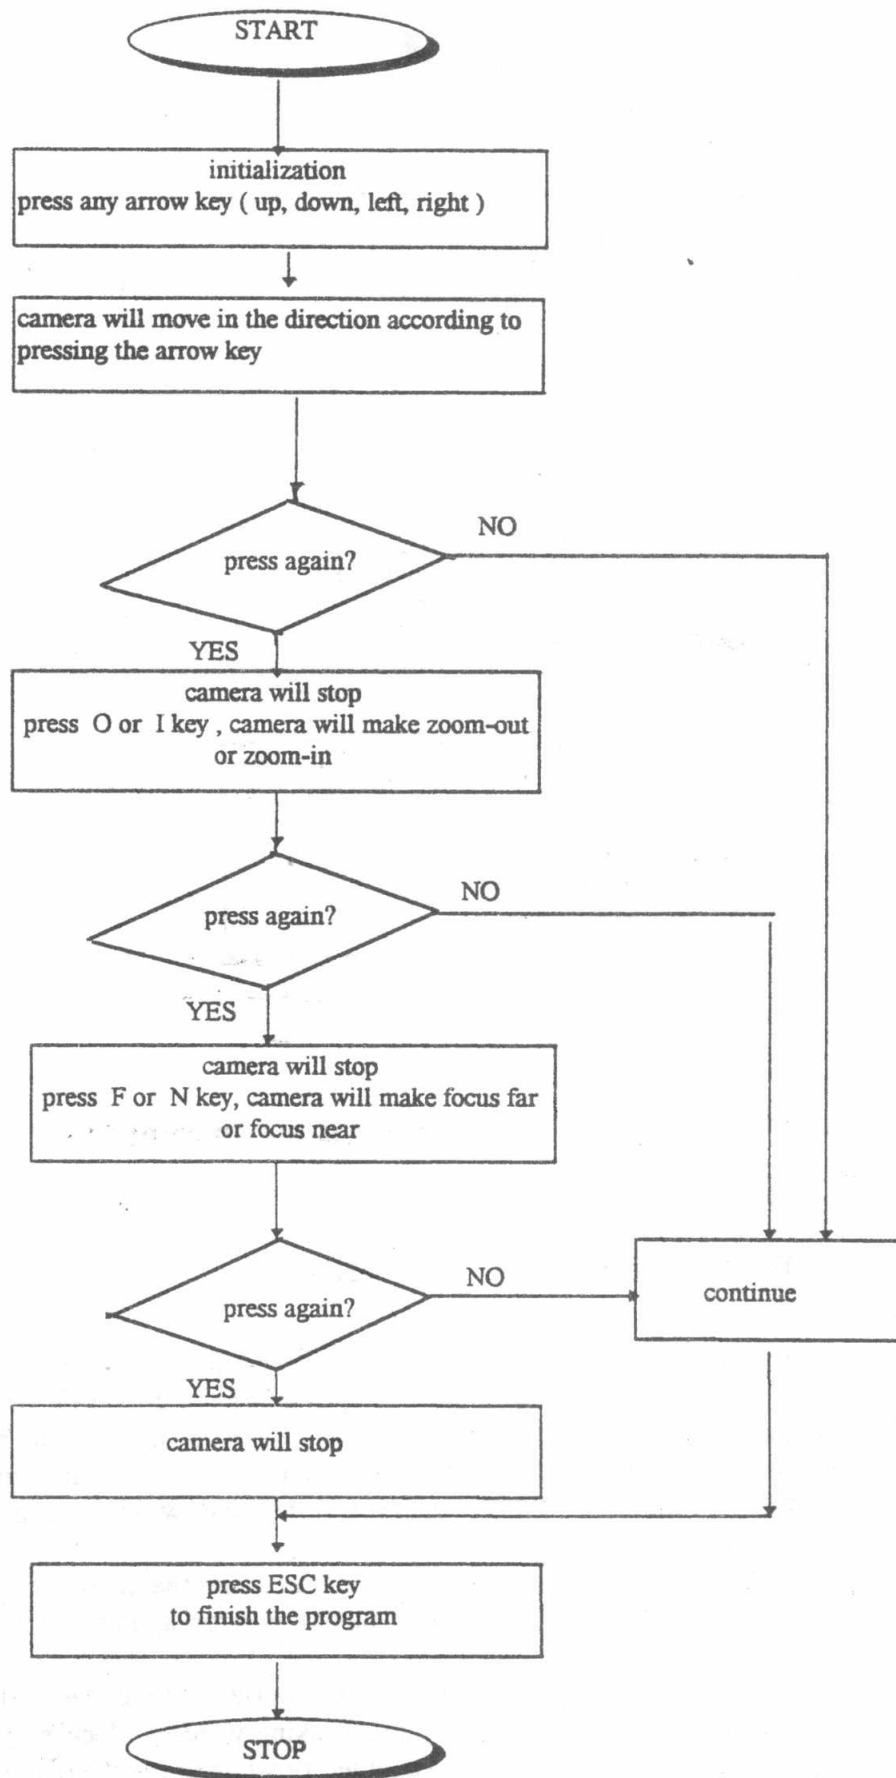 START
initialization
press any arrow key ( up, down, left, right )
camera will move in the direction according to
pressing the arrow key
press again?
NO
YES
camera will stop
press O or I key , camera will make zoom-out
or zoom-in
press again?
NO
YES
camera will stop
press F or N key, camera will make focus far
or focus near
press again?
NO
continue
YES
camera will stop
press ESC key
to finish the program
STOP